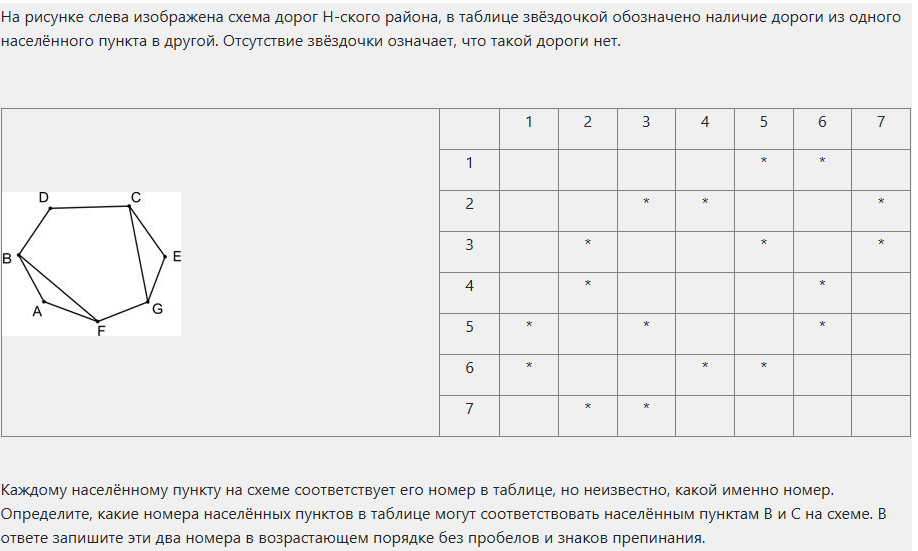 На рисунке слева изображена схема дорог Н-ского района, в таблице звёздочкой обозначено наличие дороги из одного
населённого пункта в другой. Отсутствие звёздочки означает, что такой дороги нет.
1 2 3 4 5 6 7
1 * *
2 * * *
3 * * *
4 * *
5 * * *
6 * * *
7 * *
D C
B E
A G
F
Каждому населённому пункту на схеме соответствует его номер в таблице, но неизвестно, какой именно номер.
Определите, какие номера населённых пунктов в таблице могут соответствовать населённым пунктам B и C на схеме. В
ответе запишите эти два номера в возрастающем порядке без пробелов и знаков препинания.